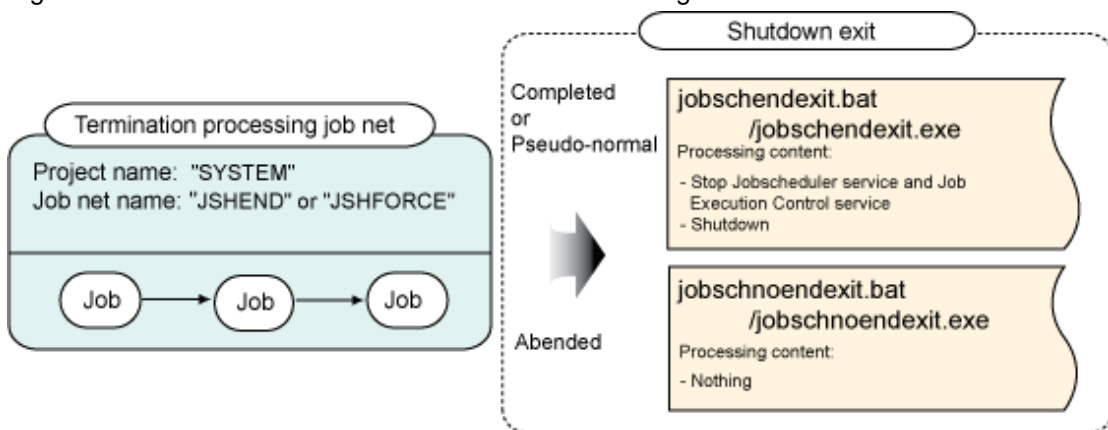 Shutdown exit
Termination processing job net
Project name: "SYSTEM"
Job net name: "JSHEND" or "JSHFORCE"
Job
Job
Job
Completed
or
Pseudo-normal
jobschendexit.bat
/jobschendexit.exe
Processing content:
- Stop Jobscheduler service and Job
Execution Control service
- Shutdown
Abended
jobschnoendexit.bat
/jobschnoendexit.exe
Processing content:
- Nothing